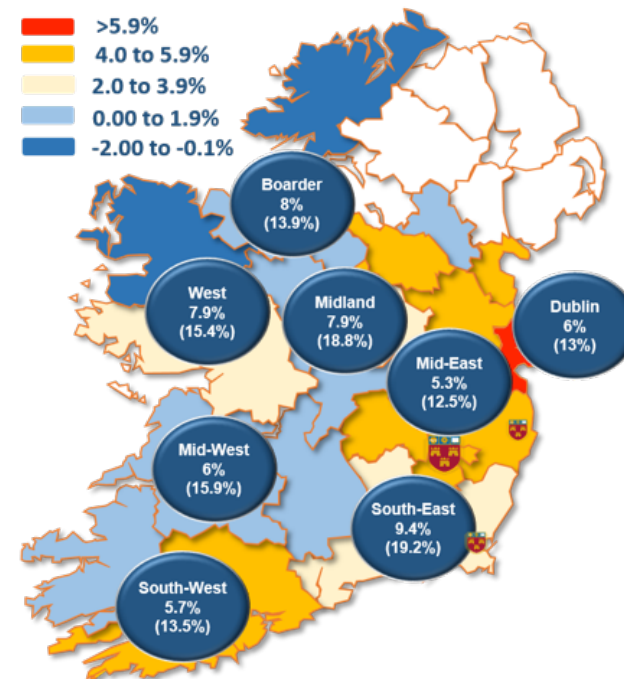 >5.9%
4.0 to 5.9%
2.0 to 3.9%
0.00 to 1.9%
-2.00 to -0.1%
Boarder
8%
(13.9%)
West
7.9%
(15.4%)
Midland
7.9%
(18.8%)
Dublin
6%
(13%)
Mid-East
5.3%
(12.5%)
Mid-West
6%
(15.9%)
South-East
9.4%
(19.2%)
South-West
5.7%
(13.5%)